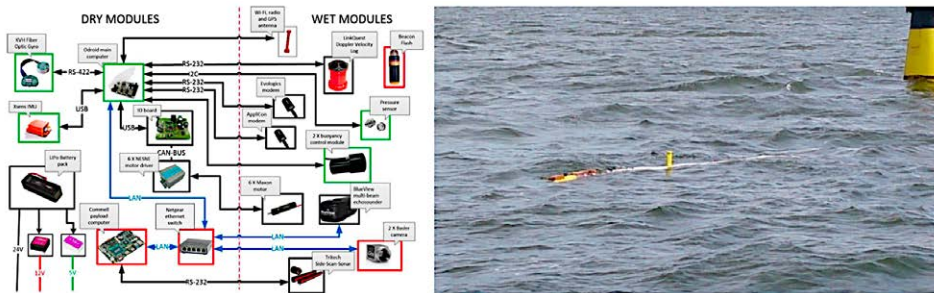 DRY MODULES
WET MODULES
Wi-Fi, radio
and GPS
antenna
KVH Fiber
Optic Gyro
Odroid main
computer
LinkQuest
Doppler Velocity
Log
Beacon
Flash
RS-422
RS-232
I2C
RS-232
RS-232
Evologics
modem
USB
Xsens IMU
USB
IO board
AppliCon
modem
Pressure
sensor
CAN-BUS
2 X buoyancy
control module
motor driver
LiPo Battery
pack
6 X Maxon
motor
BlueView
multi-beam
echosounder
LAN
LAN
Commell
payload
computer
Netgear
ethernet
switch
2 X Basler
camera
24V
LAN
LAN
12V
5V
Tritech
Side Scan Sonar
RS-232